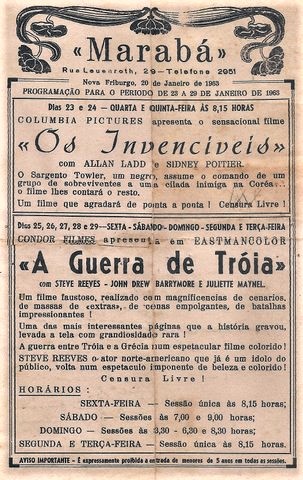 «Marabá»
Rua Leuenroth, 29 - Telefone 2051
Nova Friburgo, 20 de Janeiro de 1963
PROGRAMAÇÃO PARA O PERIODO DE 23 A 29 DE JANEIRO DE 1963
Dias 23 e 24 — QUARTA E QUINTA-FEIRA ÀS 8,15 HORAS
COLUMBIA PICTURES apresenta o sensacional filme
«Os Invenciveis»
com ALLAN LADD e SIDNEY POITIER.
O Sargento Towler, um negro, assume o comando de um
grupo de sobreviventes a uma cilada inimiga na Coréa...
o filme lhes contará o resto.
Um filme que agradará de ponta a ponta! Censura Livre!
Dias 25, 26, 27, 28 e 29—SEXTA - SÁBADO - DOMINGO - SEGUNDA E TERÇA-FEIRA
CONDOR FILMES apresenta em EASTMANCOLOR
«A Guerra de Tróia»
com STEVE REEVES - JOHN DREW BARRYMORE E JULIETTE MAYNEL.
Um filme faustoso, realizado com magnificencias de cenarios,
de massas de «extras», de cenas empolgantes, de batalhas
impressionantes !
Uma das mais interessantes páginas que a história gravou,
levada a tela com grandiosidade rara !
A guerra entre Tróia e a Grécia num espetacular filme colorido!
STEVE REEVES o ator norte-americano que já é um idolo do
público, volta num espetaculo imponente de beleza e colorido!
Censura Livre !
HORÁRIOS :
SEXTA-FEIRA — Sessão única às 8,15 horas;
SÁBADO — Sessões às 7,00 e 9,00 horas;
DOMINGO — Sessões às 3,30 - 6,30 e 8,30 horas;
SEGUNDA E TERÇA-FEIRA — Sessão única às 8,15 horas.
AVISO IMPORTANTE - É expressamente proibida a entrada de menores de 5 anos em todas as sessões.